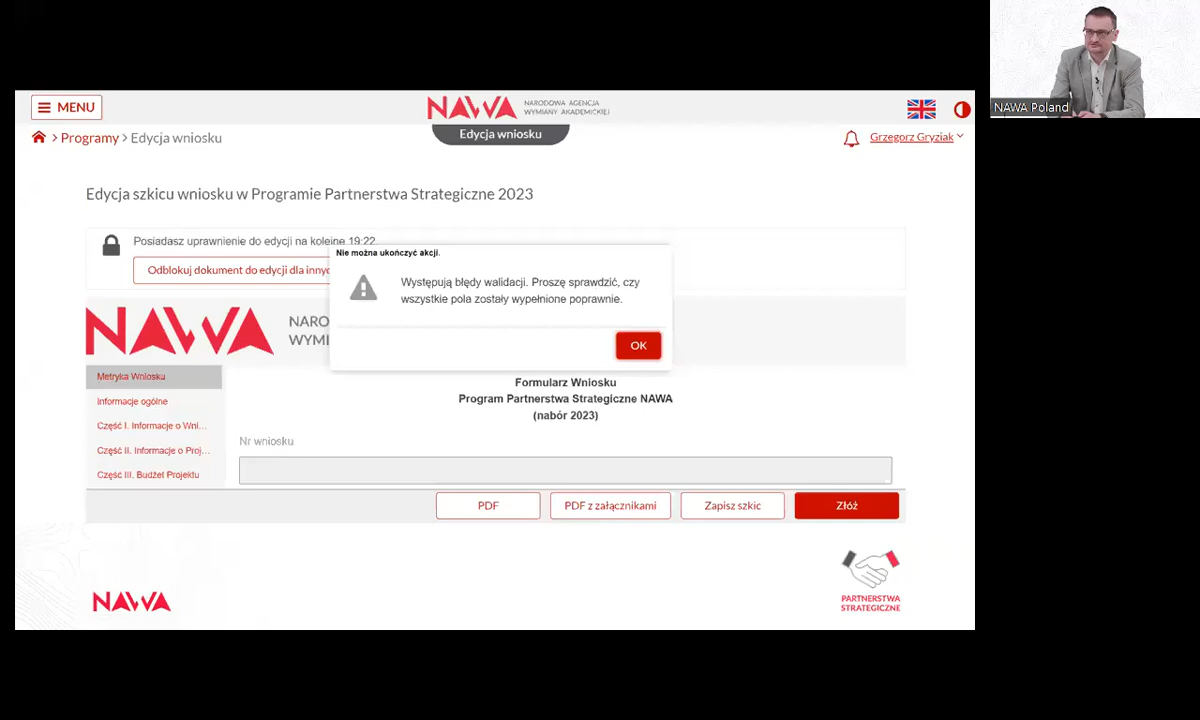 MENU
NAWA NARODOWA AGENCJA
WYMIANY AKADEMICKIEJ
Programy > Edycja wniosku
Edycja wniosku
Grzegorz Gryziak
NAWA Poland
Edycja szkicu wniosku w Programie Partnerstwa Strategiczne 2023
Posiadasz uprawnienie do edycji na kolejne 19:22
Odblokuj dokument do edycji dla
Nie można ukończyć akcji.
Występują błędy walidacji. Proszę sprawdzić, czy
wszystkie pola zostały wypełnione poprawnie.
OK
NAWA
Metryka Wniosku
Informacje ogólne
Część I. Informacje o Wni...
Część II. Informacje o Proj...
Część III. Budżet Projektu
Formularz Wniosku
Program Partnerstwa Strategiczne NAWA
(nabór 2023)
Nr wniosku
PDF
PDF z załącznikami
Zapisz szkic
Złóż
NAWA
PARTNERSTWA
STRATEGICZNE